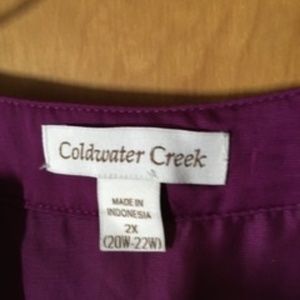 Coldwater Creek
MADE IN
INDONESIA
2X
(20W-22W)